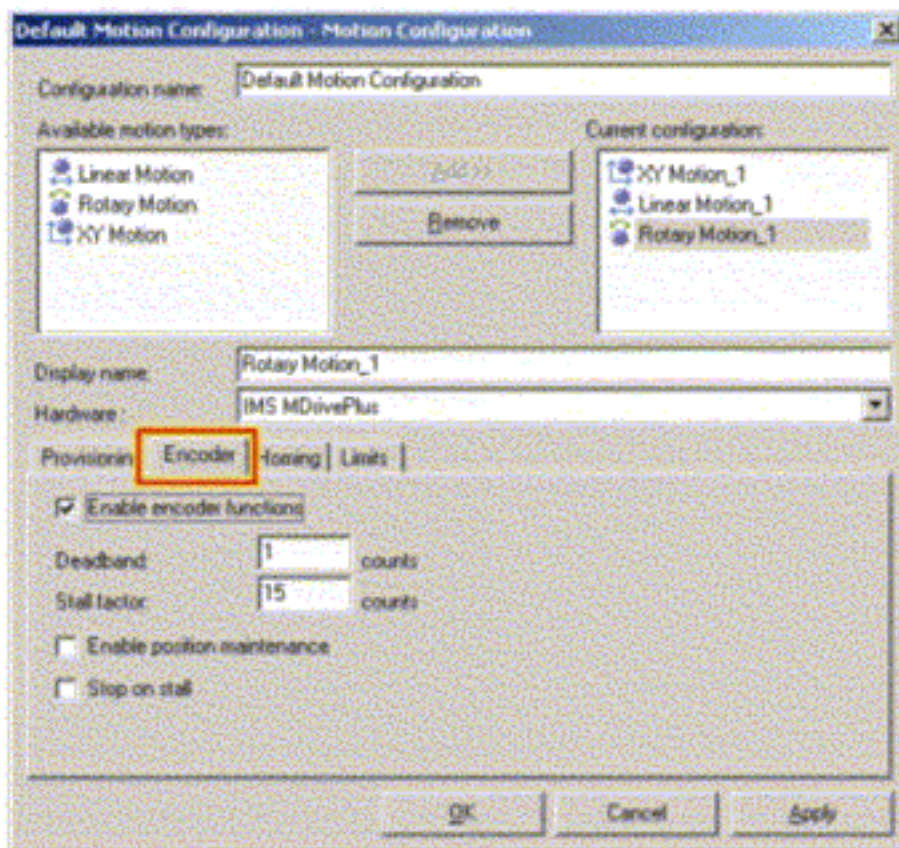 Default Motion Configuration - Motion Configuration
Configuration name: Default Motion Configuration
Available motion types: Current configuration:
Linear Motion
Rotary Motion
XY Motion
Add >>
Remove
XY Motion_1
Linear Motion_1
Rotary Motion_1
Display name: Rotary Motion_1
Hardware: IMS MDrivePlus
Provisionin Encoder Homing Limits
Enable encoder functions
Deadband: 1 counts
Stall factor: 15 counts
Enable position maintenance
Stop on stall
OK Cancel Apply